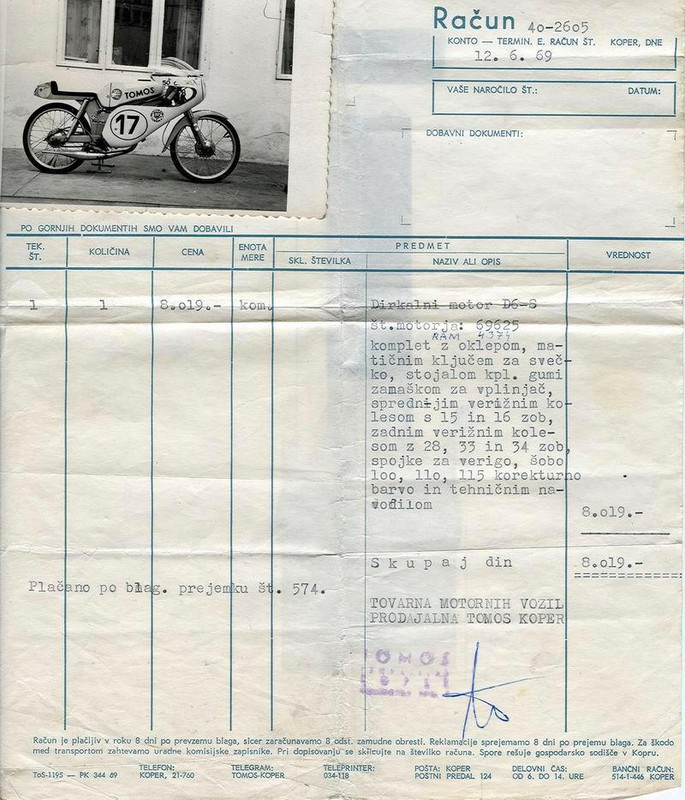 TOMOS
17
Račun 40-2605
KONTO — TERMIN. E. RAČUN ŠT. KOPER, DNE
12. 6. 69
VAŠE NAROČILO ŠT.: DATUM:
DOBAVNI DOKUMENTI:
PO GORNJIH DOKUMENTIH SMO VAM DOBAVILI
TEK. ŠT. KOLIČINA CENA ENOTA MERE PREDMET VREDNOST
SKL. ŠTEVILKA NAZIV ALI OPIS
1 1 8.019.- kom. Dirkalni motor D6-S
št.motorja: 69625
RAM 4371
komplet z oklepom, ma-
tičnim ključem za sveč-
ko, stojalom kpl. gumi
zamaškom za vplinjač,
sprednjim verižnim ko-
lesom s 15 in 16 zob,
zadnim verižnim kole-
som z 28, 33 in 34 zob,
spojke za verigo, šobo
100, 110, 115 korekturno
barvo in tehničnim na-
vodilom
8.019.-
Skupaj din 8.019.-
Plačano po blag. prejemku št. 574.
TOVARNA MOTORNIH VOZIL
PRODAJALNA TOMOS KOPER
TOMOS
Račun je plačljiv v roku 8 dni po prevzemu blaga, sicer zaračunavamo 8 odst. zamudne obresti. Reklamacije sprejemamo 8 dni po prejemu blaga. Za škodo
med transportom zahtevamo uradne komisijske zapisnike. Pri dopisovanju se sklicujte na številko računa. Spore rešuje gospodarsko sodišče v Kopru.
ToS-1195 — PK 344 69 TELEFON: KOPER, 21-760 TELEGRAM: TOMOS-KOPER TELEPRINTER: 034-118 POŠTA: KOPER POŠTNI PREDAL 124 DELOVNI ČAS: OD 6. DO 14. URE BANČNI RAČUN: 514-1-446 KOPER